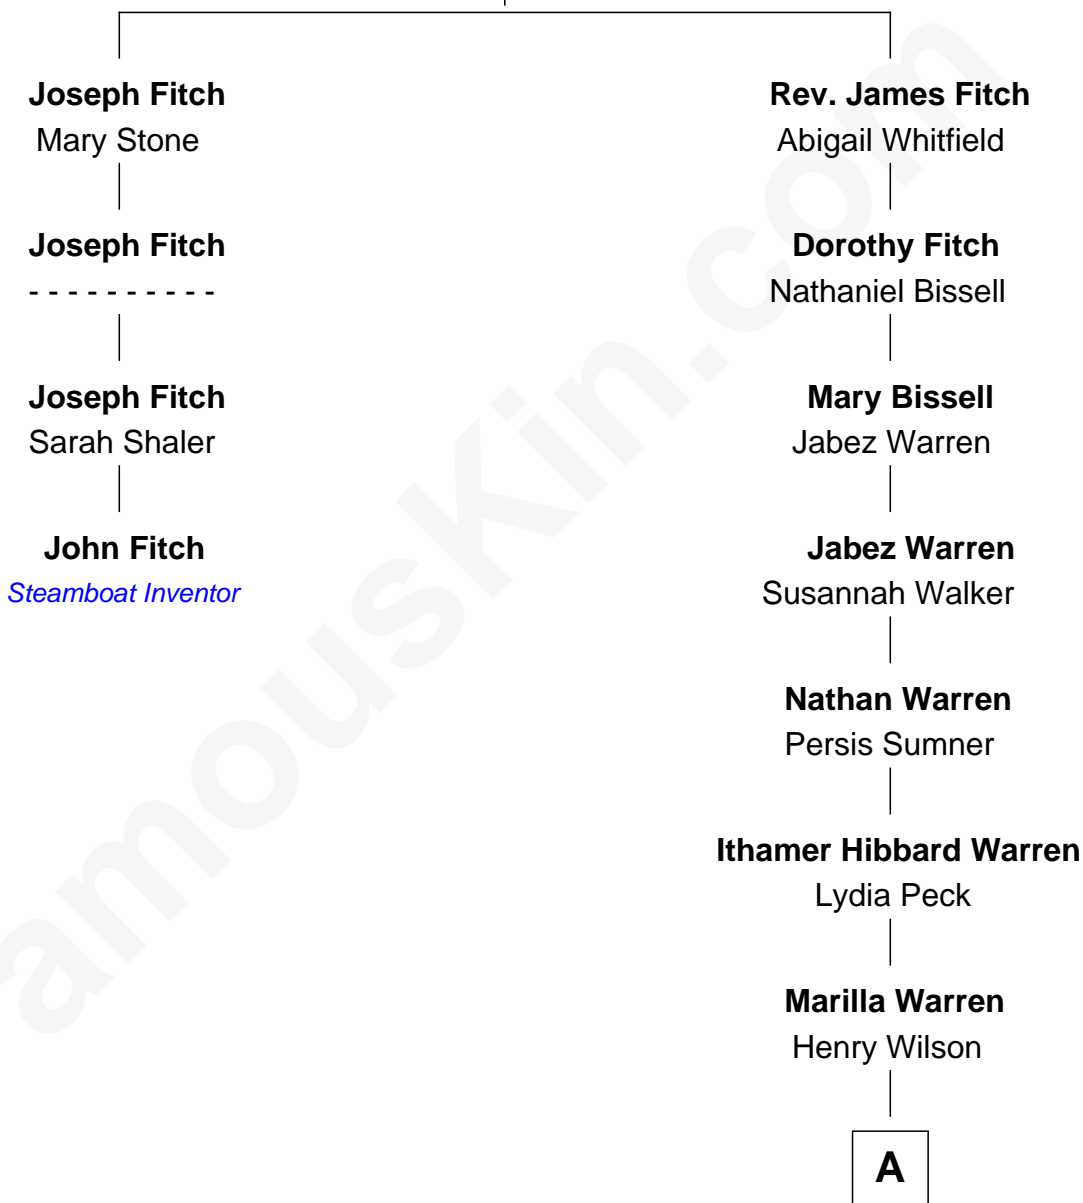 Joseph Fitch
Mary Stone
Joseph Fitch
- - - - - - - - - -
Joseph Fitch
Sarah Shaler
John Fitch
Steamboat Inventor
Rev. James Fitch
Abigail Whitfield
Dorothy Fitch
Nathaniel Bissell
Mary Bissell
Jabez Warren
Jabez Warren
Susannah Walker
Nathan Warren
Persis Sumner
Ithamer Hibbard Warren
Lydia Peck
Marilla Warren
Henry Wilson
A
amouskin.com